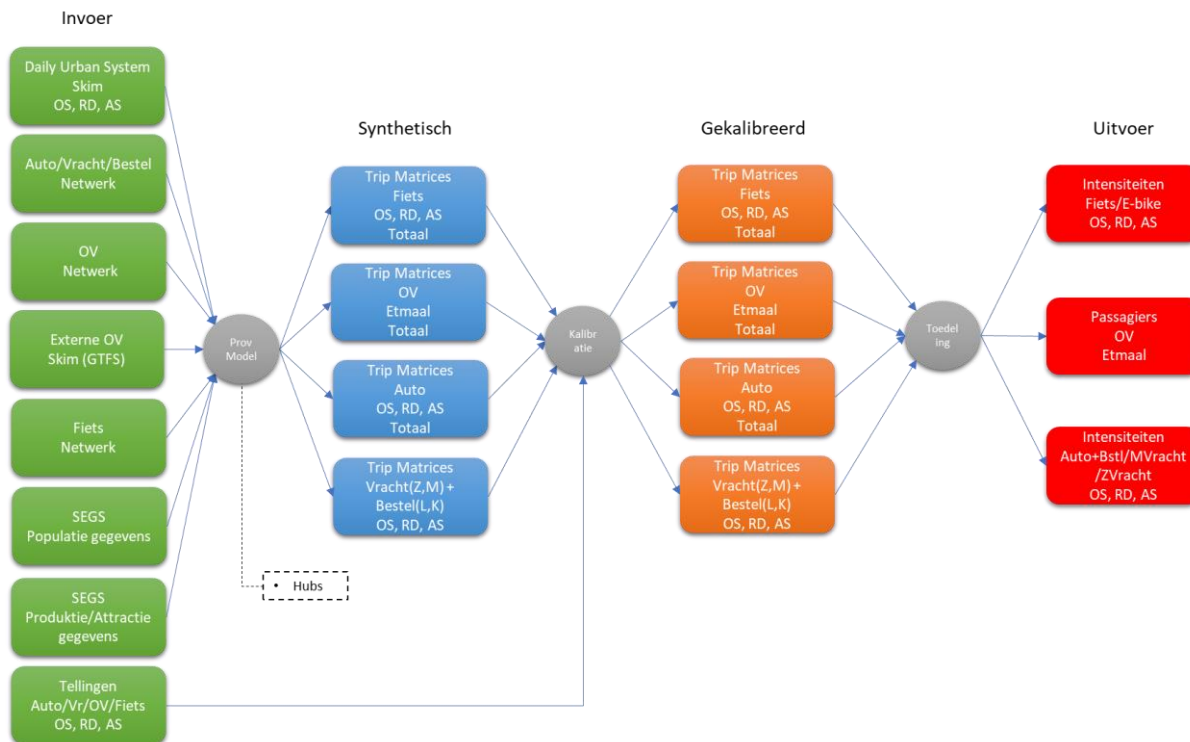 Invoer
Daily Urban System
Skim
OS, RD, AS
Auto/Vracht/Bestel
Netwerk
OV
Netwerk
Externe OV
Skim (GTFS)
Fiets
Netwerk
SEGS
Populatie gegevens
SEGS
Produktie/Attractie
gegevens
Tellingen
Auto/Vr/OV/Fiets
OS, RD, AS
Prov
Model
• Hubs
Synthetisch
Trip Matrices
Fiets
OS, RD, AS
Totaal
Trip Matrices
OV
Etmaal
Totaal
Trip Matrices
Auto
OS, RD, AS
Totaal
Trip Matrices
Vracht(Z,M) +
Bestel(L,K)
OS, RD, AS
Kalibr
atie
Gekalibreerd
Trip Matrices
Fiets
OS, RD, AS
Totaal
Trip Matrices
OV
Etmaal
Totaal
Trip Matrices
Auto
OS, RD, AS
Totaal
Trip Matrices
Vracht(Z,M) +
Bestel(L,K)
OS, RD, AS
Toedel
ing
Uitvoer
Intensiteiten
Fiets/E-bike
OS, RD, AS
Passagiers
OV
Etmaal
Intensiteiten
Auto+Bstl/MVracht
/ZVracht
OS, RD, AS